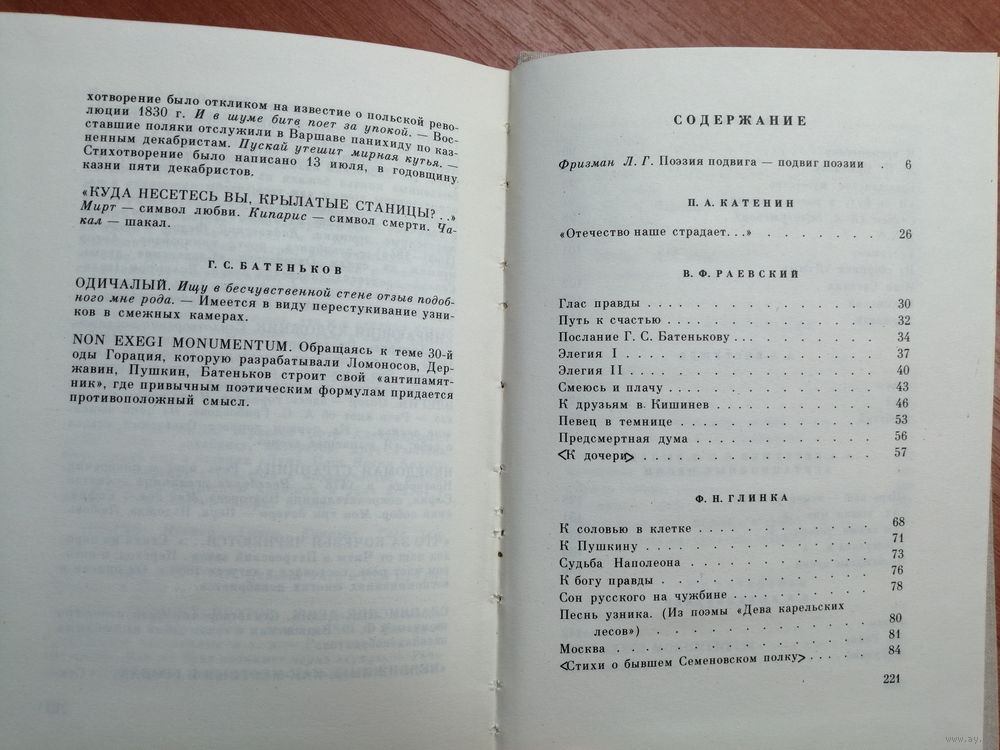 хотворение было откликом на известие о польской рево-
люции 1830 г. И в шуме битв поет за упокой. — Вос-
ставшие поляки отслужили в Варшаве панихиду по каз-
ненным декабристам. Пускай утешит мирная кутья. —
Стихотворение было написано 13 июля, в годовщину
казни пяти декабристов.
«КУДА НЕСЕТЕСЬ ВЫ, КРЫЛАТЫЕ СТАНИЦЫ?..»
Мирт — символ любви. Кипарис — символ смерти. Ча-
кал — шакал.
Г. С. БАТЕНЬКОВ
ОДИЧАЛЫЙ. Ищу в бесчувственной стене отзыв подоб-
ного мне рода. — Имеется в виду перестукивание узни-
ков в смежных камерах.
NON EXEGI MONUMENTUM. Обращаясь к теме 30-й
оды Горация, которую разрабатывали Ломоносов, Дер-
жавин, Пушкин, Батеньков строит свой «антипамят-
ник», где привычным поэтическим формулам придается
противоположный смысл.
СОДЕРЖАНИЕ
Фризман Л. Г. Поэзия подвига — подвиг поэзии . 6
П. А. КАТЕНИН
«Отечество наше страдает...» . . . . . . . . 26
В. Ф. РАЕВСКИЙ
Глас правды . . . . . . . . . . . . . 30
Путь к счастью . . . . . . . . . . . . 32
Послание Г. С. Батенькову . . . . . . . . . 34
Элегия I . . . . . . . . . . . . . . 37
Элегия II . . . . . . . . . . . . . . 40
Смеюсь и плачу . . . . . . . . . . . . 43
К друзьям в Кишинев . . . . . . . . . . 46
Певец в темнице . . . . . . . . . . . . 53
Предсмертная дума . . . . . . . . . . . 56
<К дочери> . . . . . . . . . . . . . 57
Ф. Н. ГЛИНКА
К соловью в клетке . . . . . . . . . . . 68
К Пушкину . . . . . . . . . . . . . 71
Судьба Наполеона . . . . . . . . . . . 73
К богу правды . . . . . . . . . . . . 76
Сон русского на чужбине . . . . . . . . . 78
Песнь узника. (Из поэмы «Дева карельских
лесов») . . . . . . . . . . . . 80
Москва . . . . . . . . . . . . . . 81
<Стихи о бывшем Семеновском полку> . . . . . 84
221